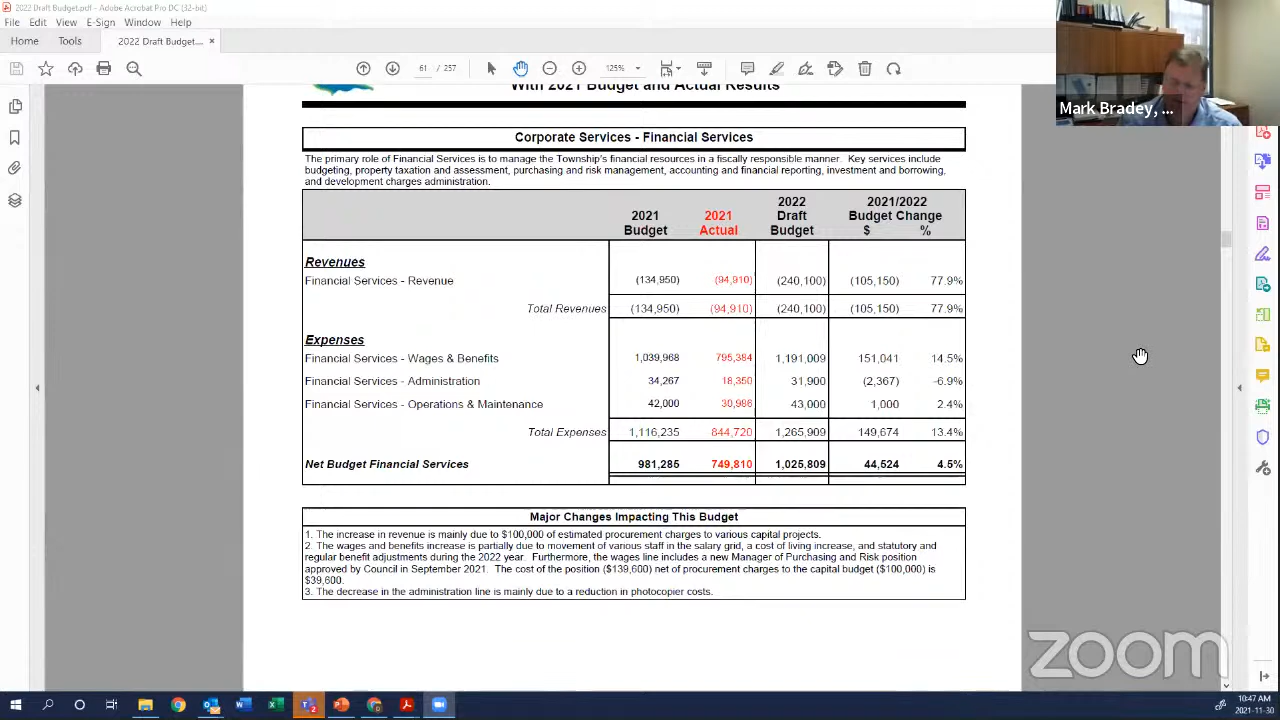 2022 Draft Budget.pdf - Adobe Acrobat Pro DC (32-bit)
File Edit View E-Sign Window Help
Home Tools 2022 Draft Budget... ×
61 / 257 125%
With 2021 Budget and Actual Results
Mark Bradey, ...
Corporate Services - Financial Services
The primary role of Financial Services is to manage the Township's financial resources in a fiscally responsible manner. Key services include
budgeting, property taxation and assessment, purchasing and risk management, accounting and financial reporting, investment and borrowing,
and development charges administration.
2022 2021/2022
2021 2021 Draft Budget Change
Budget Actual Budget $ %
Revenues
Financial Services - Revenue (134,950) (94,910) (240,100) (105,150) 77.9%
Total Revenues (134,950) (94,910) (240,100) (105,150) 77.9%
Expenses
Financial Services - Wages & Benefits 1,039,968 795,384 1,191,009 151,041 14.5%
Financial Services - Administration 34,267 18,350 31,900 (2,367) -6.9%
Financial Services - Operations & Maintenance 42,000 30,986 43,000 1,000 2.4%
Total Expenses 1,116,235 844,720 1,265,909 149,674 13.4%
Net Budget Financial Services 981,285 749,810 1,025,809 44,524 4.5%
Major Changes Impacting This Budget
1. The increase in revenue is mainly due to $100,000 of estimated procurement charges to various capital projects.
2. The wages and benefits increase is partially due to movement of various staff in the salary grid, a cost of living increase, and statutory and
regular benefit adjustments during the 2022 year. Furthermore, the wages line includes a new Manager of Purchasing and Risk position
approved by Council in September 2021. The cost of the position ($139,600) net of procurement charges to the capital budget ($100,000) is
$39,600.
3. The decrease in the administration line is mainly due to a reduction in photocopier costs.
zoom
10:47 AM
2021-11-30